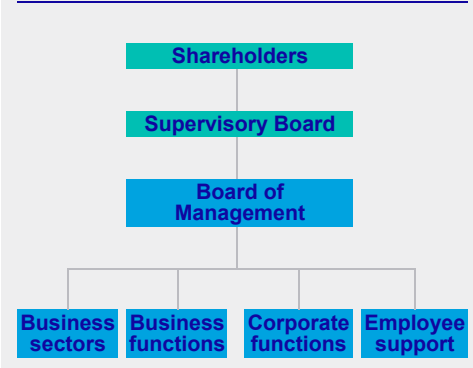 Shareholders
Supervisory Board
Board of
Management
Business
sectors
Business
functions
Corporate
functions
Employee
support